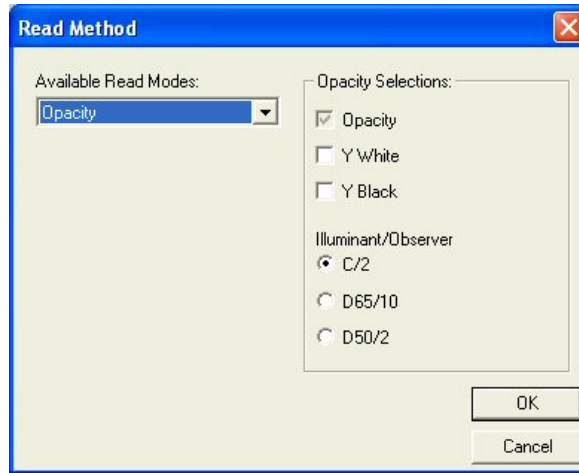 Read Method
Available Read Modes:
Opacity
Opacity Selections:
Opacity
Y White
Y Black
Illuminant/Observer
C/2
D65/10
D50/2
OK
Cancel